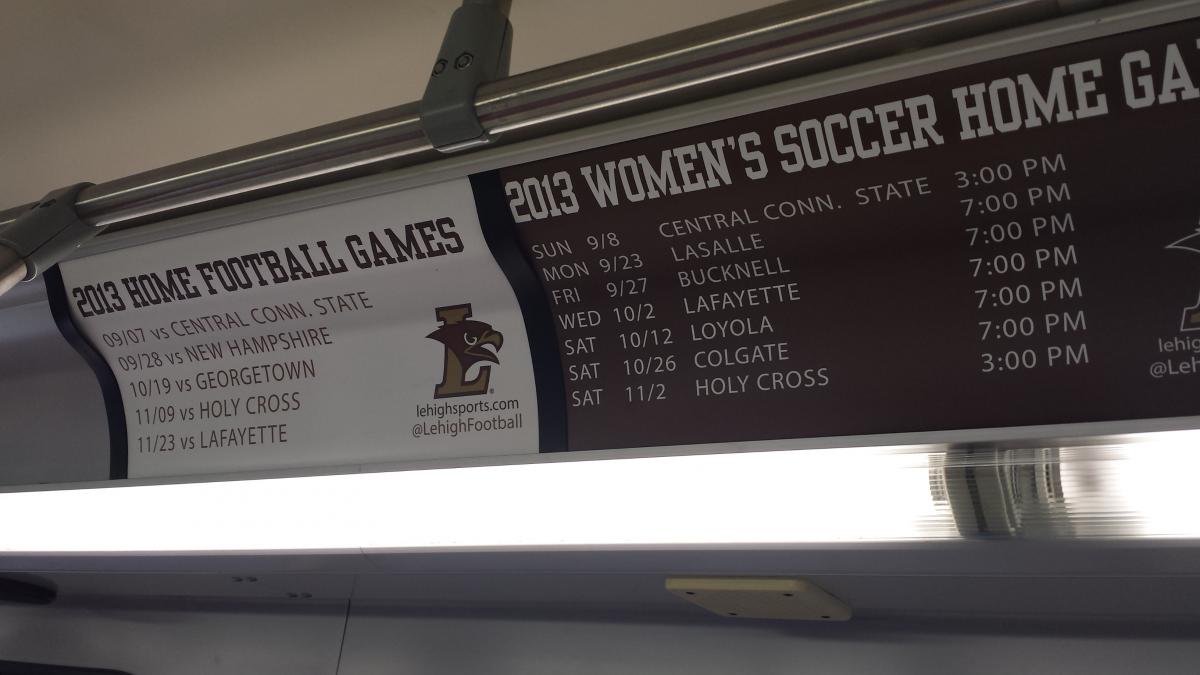 2013 HOME FOOTBALL GAMES
09/07 vs CENTRAL CONN. STATE
09/28 vs NEW HAMPSHIRE
10/19 vs GEORGETOWN
11/09 vs HOLY CROSS
11/23 vs LAFAYETTE
L
lehighsports.com
@LehighFootball
2013 WOMEN'S SOCCER HOME GA
SUN 9/8 CENTRAL CONN. STATE 3:00 PM
MON 9/23 LASALLE 7:00 PM
FRI 9/27 BUCKNELL 7:00 PM
WED 10/2 LAFAYETTE 7:00 PM
SAT 10/12 LOYOLA 7:00 PM
SAT 10/26 COLGATE 7:00 PM
SAT 11/2 HOLY CROSS 3:00 PM
lehig
@Leh